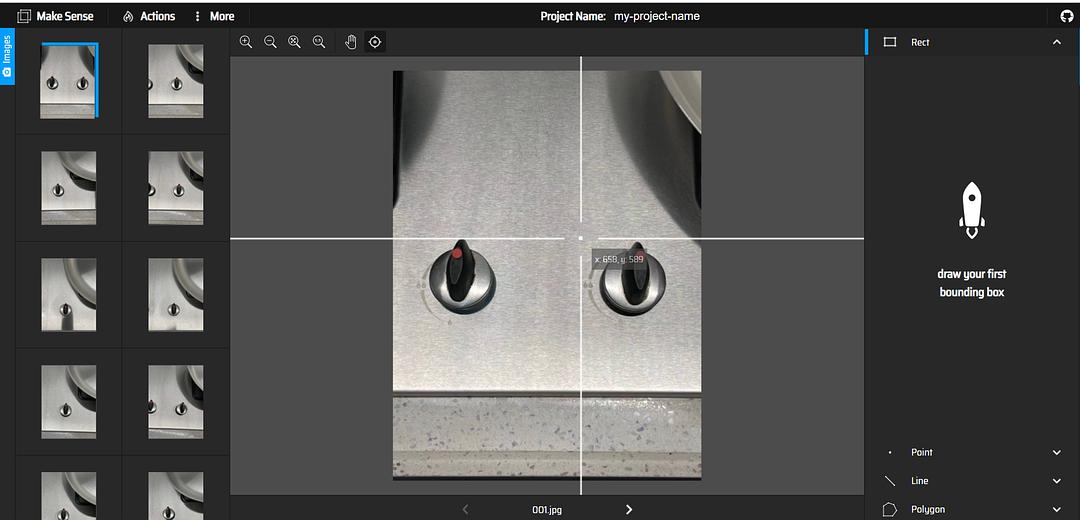 Make Sense
Actions
More
Project Name: my-project-name
Images
Rect
x: 658, y: 589
draw your first
bounding box
Point
Line
Polygon
001.jpg